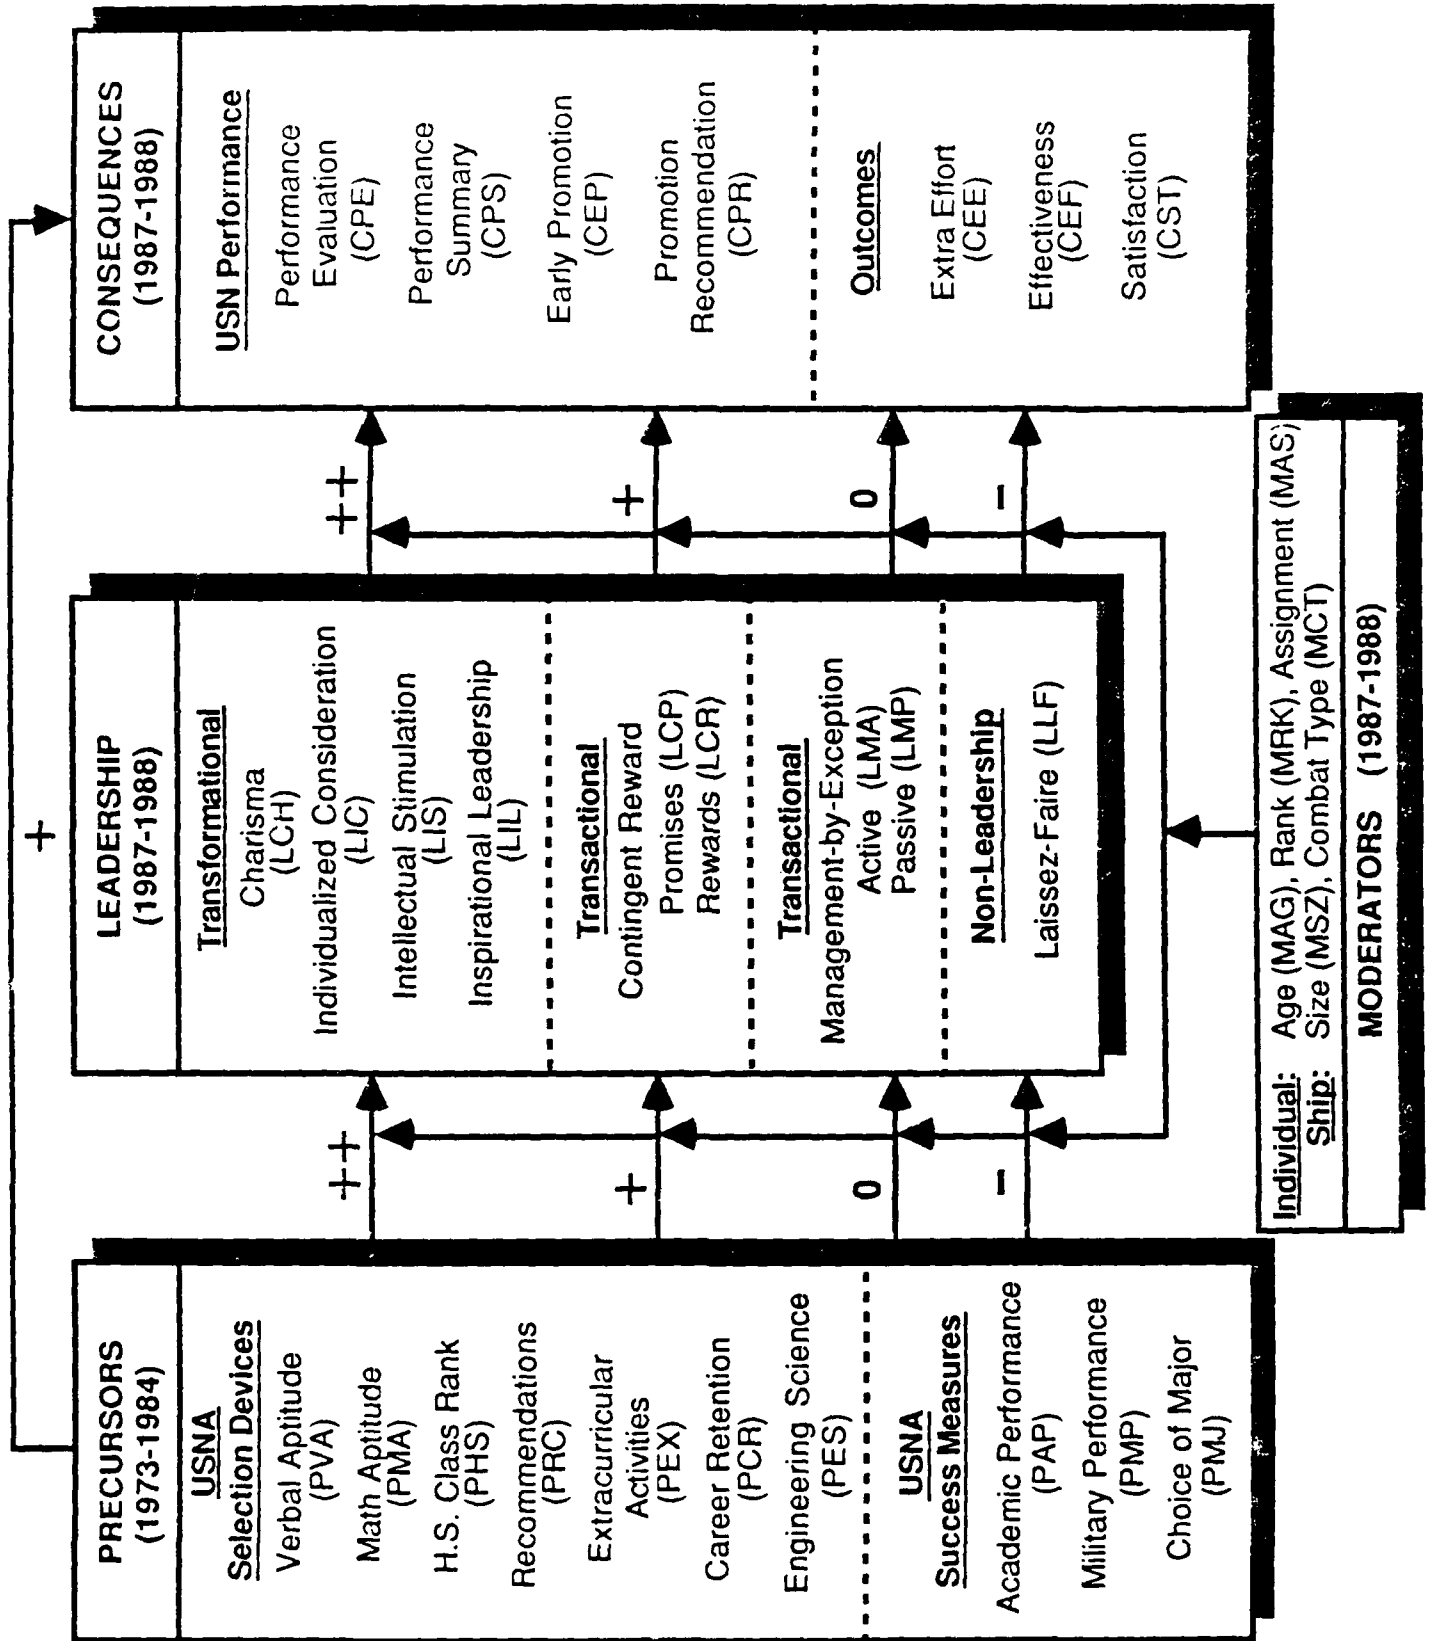 PRECURSORS
(1973-1984)
USNA
Selection Devices
Verbal Aptitude
(PVA)
Math Aptitude
(PMA)
H.S. Class Rank
(PHS)
Recommendations
(PRC)
Extracurricular
Activities
(PEX)
Career Retention
(PCR)
Engineering Science
(PES)
USNA
Success Measures
Academic Performance
(PAP)
Military Performance
(PMP)
Choice of Major
(PMJ)
+
++
+
0
−
LEADERSHIP
(1987-1988)
Transformational
Charisma
(LCH)
Individualized Consideration
(LIC)
Intellectual Stimulation
(LIS)
Inspirational Leadership
(LIL)
Transactional
Contingent Reward
Promises (LCP)
Rewards (LCR)
Transactional
Management-by-Exception
Active (LMA)
Passive (LMP)
Non-Leadership
Laissez-Faire (LLF)
++
+
0
−
CONSEQUENCES
(1987-1988)
USN Performance
Performance
Evaluation
(CPE)
Performance
Summary
(CPS)
Early Promotion
(CEP)
Promotion
Recommendation
(CPR)
Outcomes
Extra Effort
(CEE)
Effectiveness
(CEF)
Satisfaction
(CST)
Individual: Age (MAG), Rank (MRK), Assignment (MAS)
Ship: Size (MSZ), Combat Type (MCT)
MODERATORS (1987-1988)